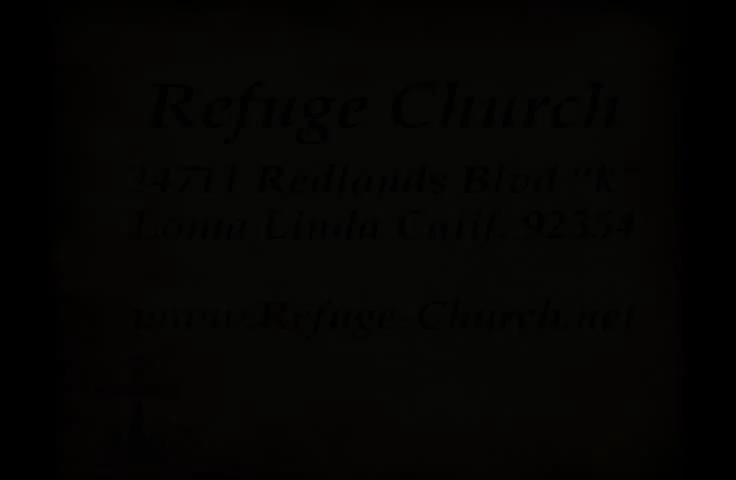 Refuge Church
24711 Redlands Blvd "k"
Loma Linda Calif. 92354
www.Refuge-Church.net